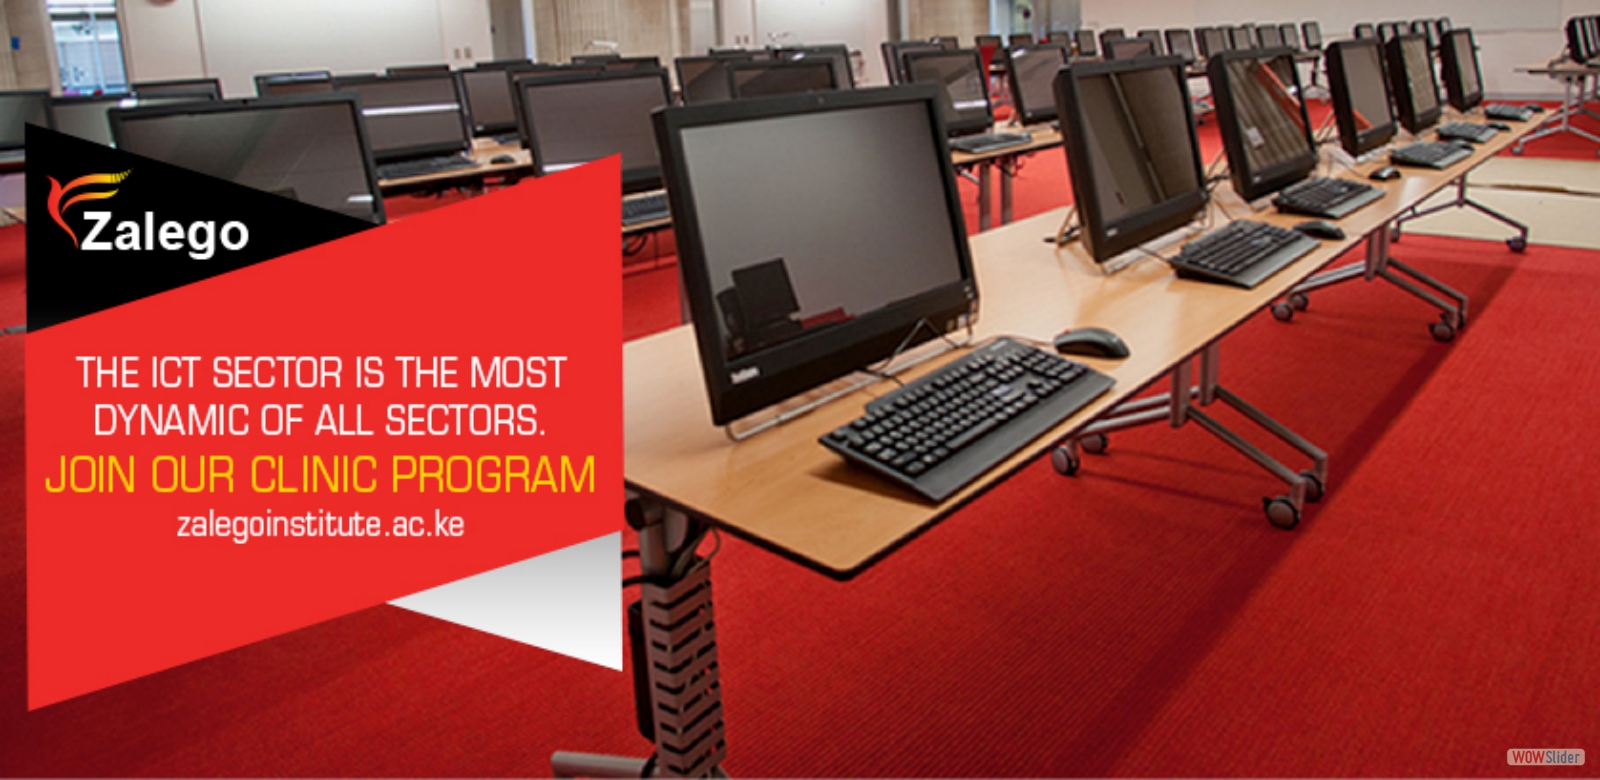 Zalego
THE ICT SECTOR IS THE MOST
DYNAMIC OF ALL SECTORS.
JOIN OUR CLINIC PROGRAM
zalegoinstitute.ac.ke
WOWSlider